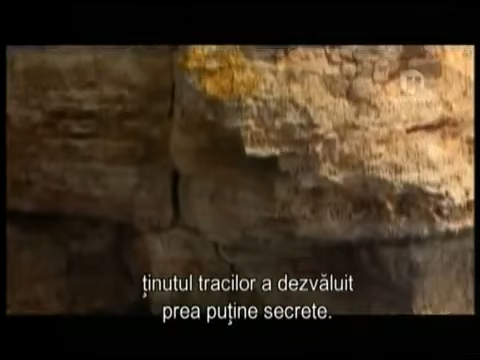 ținutul tracilor a dezvăluit
prea puține secrete.